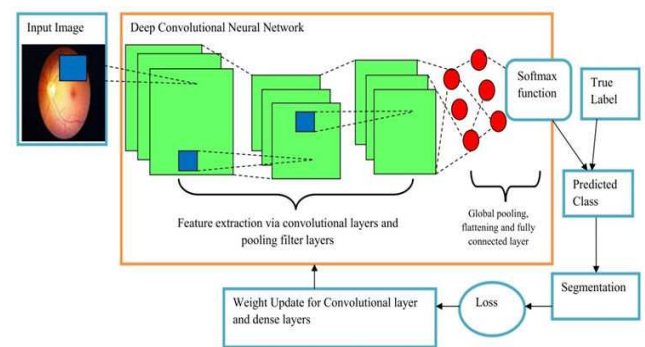 Input Image
Deep Convolutional Neural Network
Softmax
function
True
Label
Predicted
Class
Feature extraction via convolutional layers and
pooling filter layers
Global pooling,
flattening and fully
connected layer
Segmentation
Loss
Weight Update for Convolutional layer
and dense layers